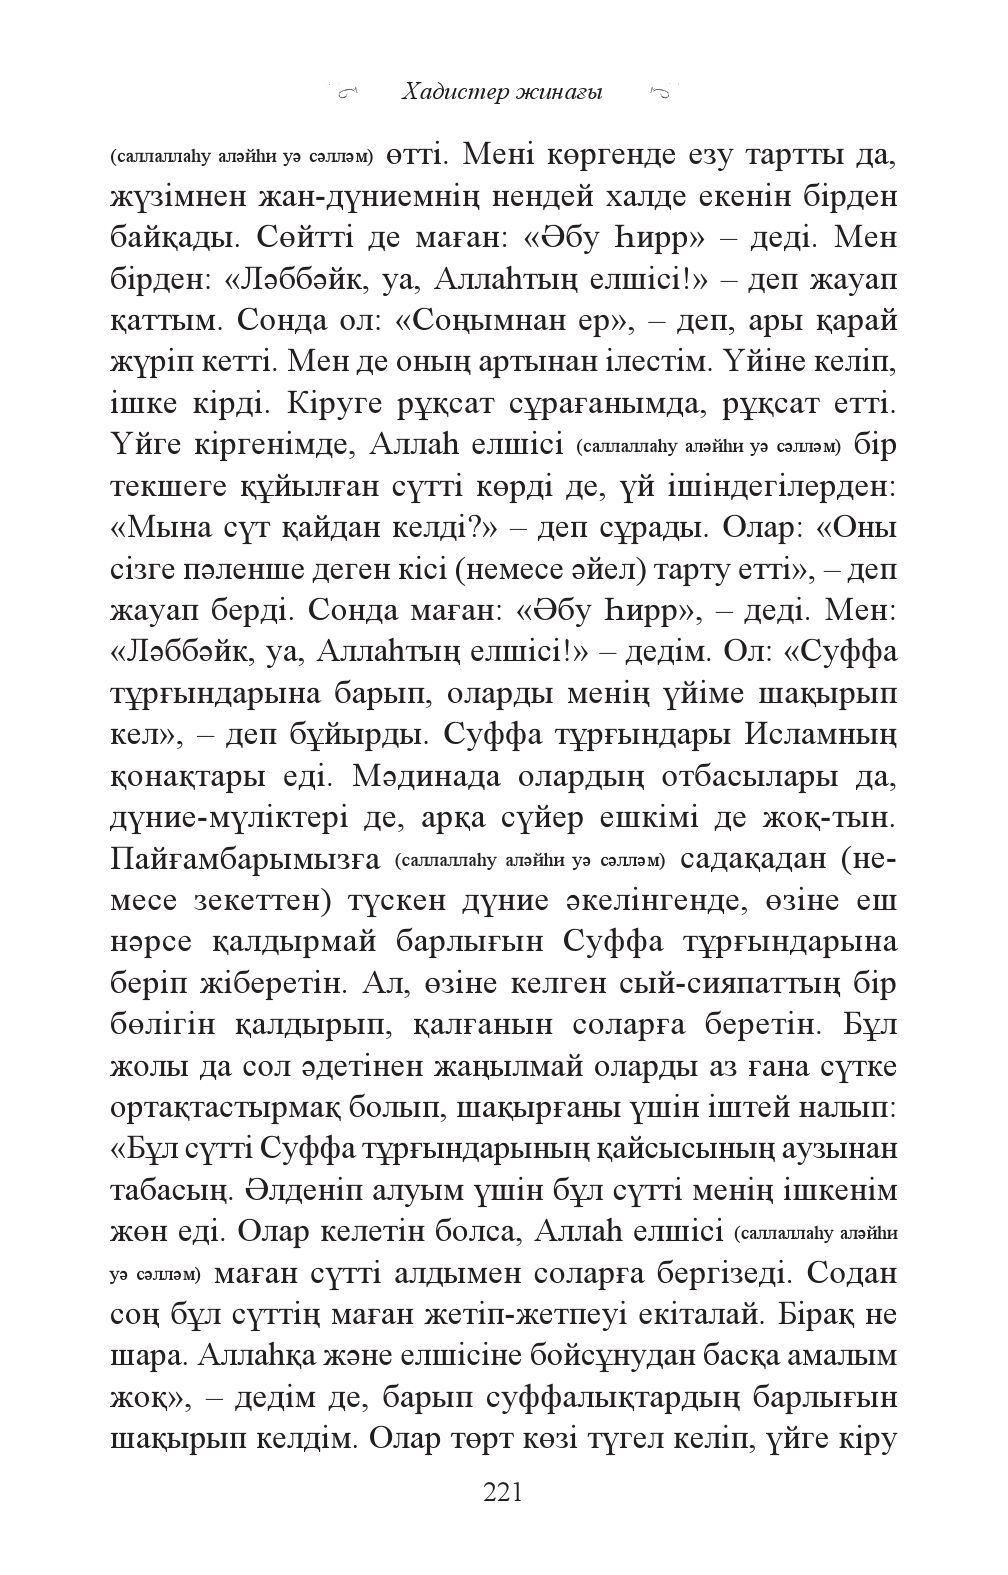 Хадистер жинағы
(саллаллаһу аләйһи уә сәлләм) өтті. Мені көргенде езу тартты да,
жүзімнен жан-дүниемнің нендей халде екенін бірден
байқады. Сөйтті де маған: «Әбу Һирр» – деді. Мен
бірден: «Ләббәйк, уа, Аллаһтың елшісі!» – деп жауап
қаттым. Сонда ол: «Соңымнан ер», – деп, ары қарай
жүріп кетті. Мен де оның артынан ілестім. Үйіне келіп,
ішке кірді. Кіруге рұқсат сұрағанымда, рұқсат етті.
Үйге кіргенімде, Аллаһ елшісі (саллаллаһу аләйһи уә сәлләм) бір
текшеге құйылған сүтті көрді де, үй ішіндегілерден:
«Мына сүт қайдан келді?» – деп сұрады. Олар: «Оны
сізге пәленше деген кісі (немесе әйел) тарту етті», – деп
жауап берді. Сонда маған: «Әбу Һирр», – деді. Мен:
«Ләббәйк, уа, Аллаһтың елшісі!» – дедім. Ол: «Суффа
тұрғындарына барып, оларды менің үйіме шақырып
кел», – деп бұйырды. Суффа тұрғындары Исламның
қонақтары еді. Мәдинада олардың отбасылары да,
дүние-мүліктері де, арқа сүйер ешкімі де жоқ-тын.
Пайғамбарымызға (саллаллаһу аләйһи уә сәлләм) садақадан (не-
месе зекеттен) түскен дүние әкелінгенде, өзіне еш
нәрсе қалдырмай барлығын Суффа тұрғындарына
беріп жіберетін. Ал, өзіне келген сый-сияпаттың бір
бөлігін қалдырып, қалғанын соларға беретін. Бұл
жолы да сол әдетінен жаңылмай оларды аз ғана сүтке
ортақтастырмақ болып, шақырғаны үшін іштей налып:
«Бұл сүтті Суффа тұрғындарының қайсысының аузынан
табасың. Әлденіп алуым үшін бұл сүтті менің ішкенім
жөн еді. Олар келетін болса, Аллаһ елшісі (саллаллаһу аләйһи
уә сәлләм) маған сүтті алдымен соларға бергізеді. Содан
соң бұл сүттің маған жетіп-жетпеуі екіталай. Бірақ не
шара. Аллаһқа және елшісіне бойсұнудан басқа амалым
жоқ», – дедім де, барып суффалықтардың барлығын
шақырып келдім. Олар төрт көзі түгел келіп, үйге кіру
221